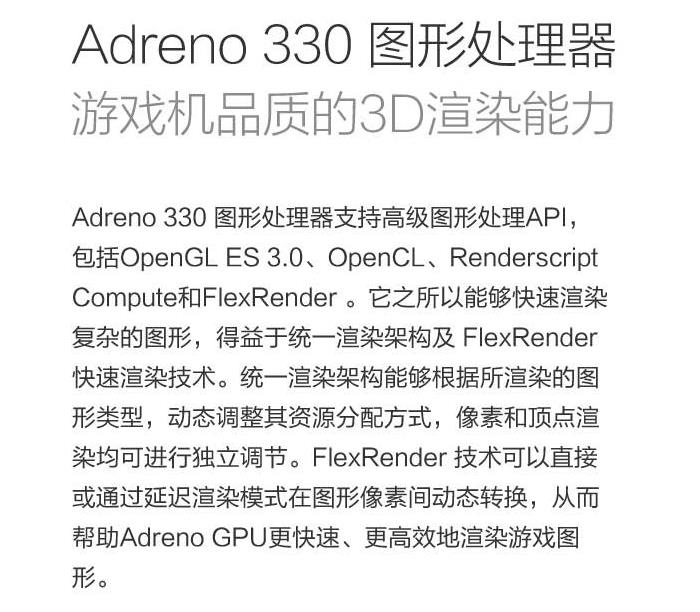 Adreno 330 图形处理器
游戏机品质的3D渲染能力
Adreno 330 图形处理器支持高级图形处理API，
包括OpenGL ES 3.0、OpenCL、Renderscript
Compute和FlexRender 。它之所以能够快速渲染
复杂的图形，得益于统一渲染架构及 FlexRender
快速渲染技术。统一渲染架构能够根据所渲染的图
形类型，动态调整其资源分配方式，像素和顶点渲
染均可进行独立调节。FlexRender 技术可以直接
或通过延迟渲染模式在图形像素间动态转换，从而
帮助Adreno GPU更快速、更高效地渲染游戏图
形。